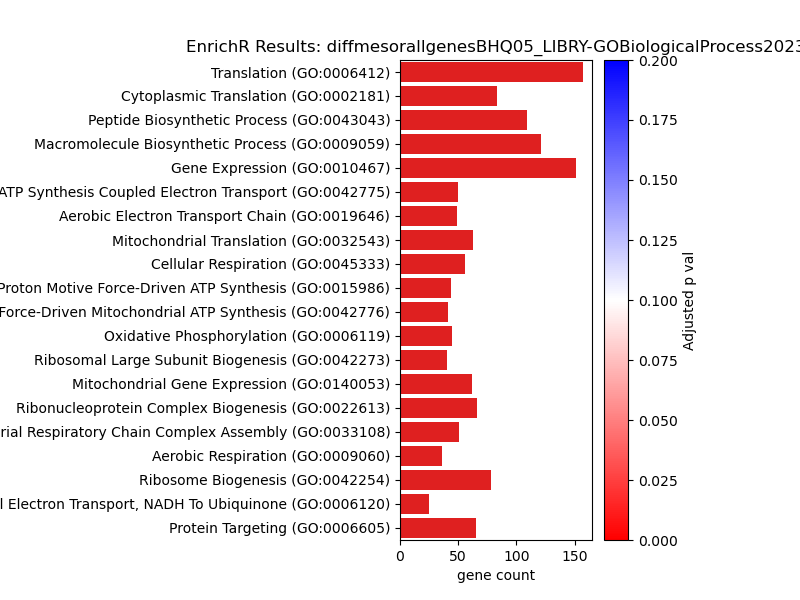 EnrichR Results: diffmesorallgenesBHQ05_LIBRY-GOBiologicalProcess2023
Translation (GO:0006412)
Cytoplasmic Translation (GO:0002181)
Peptide Biosynthetic Process (GO:0043043)
Macromolecule Biosynthetic Process (GO:0009059)
Gene Expression (GO:0010467)
ATP Synthesis Coupled Electron Transport (GO:0042775)
Aerobic Electron Transport Chain (GO:0019646)
Mitochondrial Translation (GO:0032543)
Cellular Respiration (GO:0045333)
Proton Motive Force-Driven ATP Synthesis (GO:0015986)
Force-Driven Mitochondrial ATP Synthesis (GO:0042776)
Oxidative Phosphorylation (GO:0006119)
Ribosomal Large Subunit Biogenesis (GO:0042273)
Mitochondrial Gene Expression (GO:0140053)
Ribonucleoprotein Complex Biogenesis (GO:0022613)
rial Respiratory Chain Complex Assembly (GO:0033108)
Aerobic Respiration (GO:0009060)
Ribosome Biogenesis (GO:0042254)
l Electron Transport, NADH To Ubiquinone (GO:0006120)
Protein Targeting (GO:0006605)
0 50 100 150
gene count
0.200
0.175
0.150
0.125
0.100
0.075
0.050
0.025
0.000
Adjusted p val